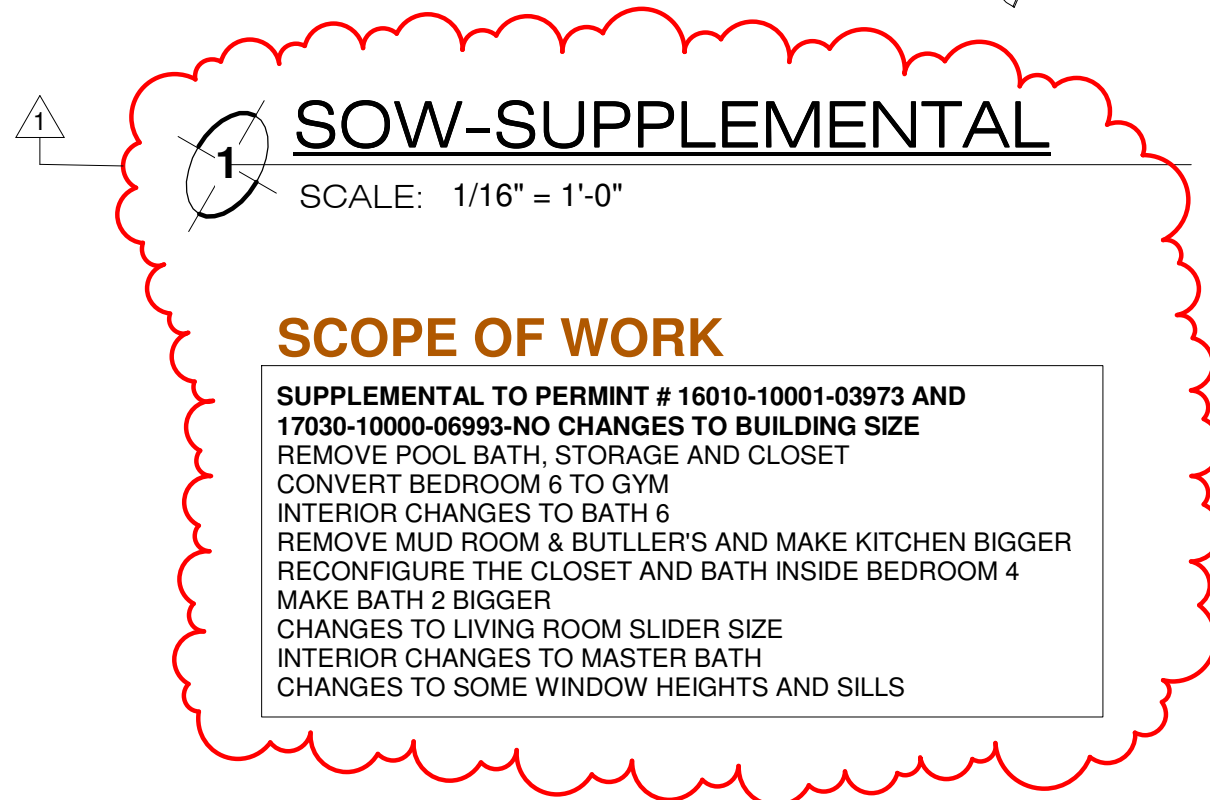 1
1
SOW-SUPPLEMENTAL
SCALE: 1/16" = 1'-0"
SCOPE OF WORK
SUPPLEMENTAL TO PERMINT # 16010-10001-03973 AND
17030-10000-06993-NO CHANGES TO BUILDING SIZE
REMOVE POOL BATH, STORAGE AND CLOSET
CONVERT BEDROOM 6 TO GYM
INTERIOR CHANGES TO BATH 6
REMOVE MUD ROOM & BUTLLER'S AND MAKE KITCHEN BIGGER
RECONFIGURE THE CLOSET AND BATH INSIDE BEDROOM 4
MAKE BATH 2 BIGGER
CHANGES TO LIVING ROOM SLIDER SIZE
INTERIOR CHANGES TO MASTER BATH
CHANGES TO SOME WINDOW HEIGHTS AND SILLS